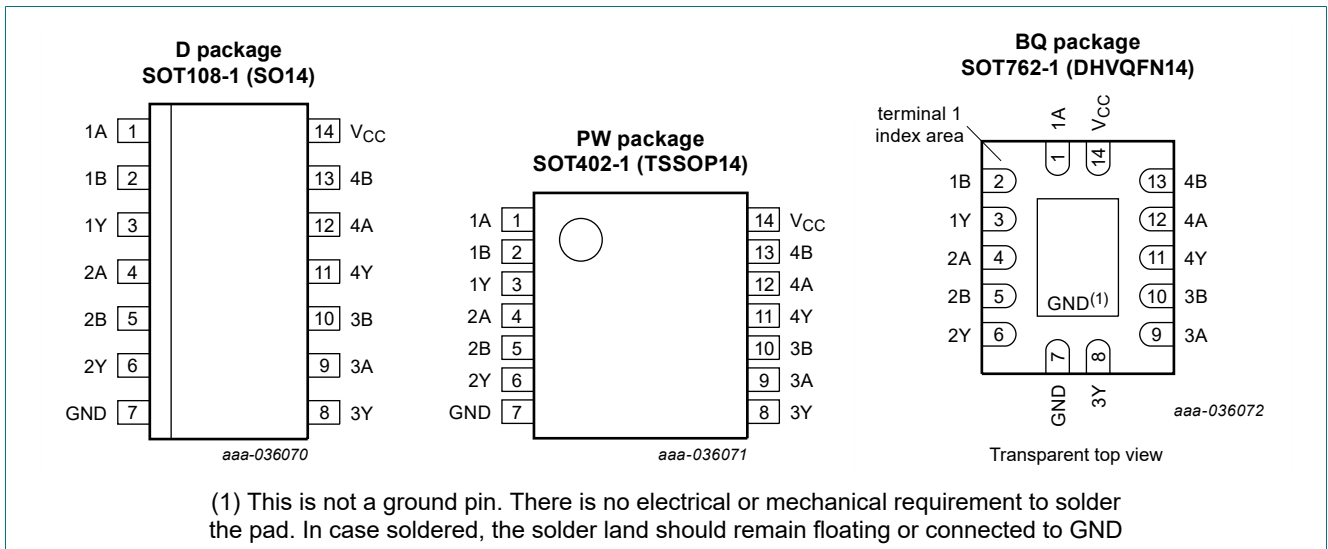 D package
SOT108-1 (SO14)
1A 1
14 VCC
1B 2
13 4B
1Y 3
12 4A
2A 4
11 4Y
2B 5
10 3B
2Y 6
9 3A
GND 7
8 3Y
aaa-036070
PW package
SOT402-1 (TSSOP14)
1A 1
14 VCC
1B 2
13 4B
1Y 3
12 4A
2A 4
11 4Y
2B 5
10 3B
2Y 6
9 3A
GND 7
8 3Y
aaa-036071
BQ package
SOT762-1 (DHVQFN14)
terminal 1
index area
1A
VCC
1
14
1B 2
13 4B
1Y 3
12 4A
2A 4
11 4Y
2B 5
10 3B
GND(1)
2Y 6
9 3A
7
8
GND
3Y
aaa-036072
Transparent top view
(1) This is not a ground pin. There is no electrical or mechanical requirement to solder
the pad. In case soldered, the solder land should remain floating or connected to GND